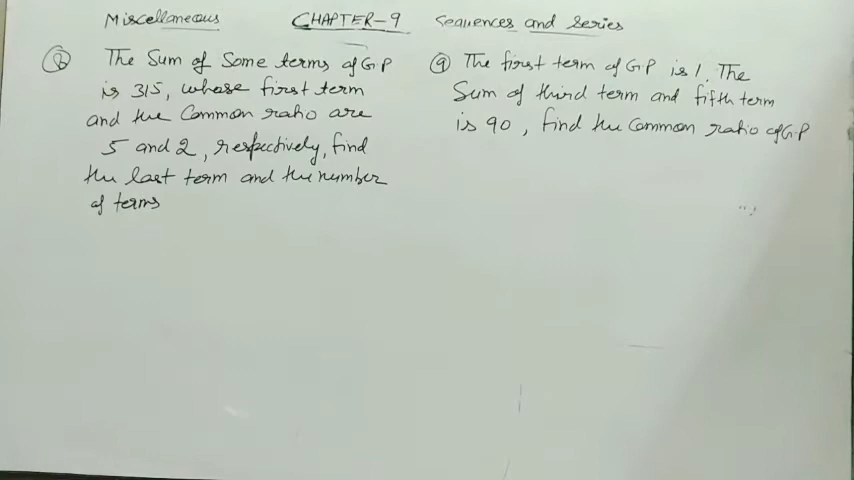 Miscellaneous CHAPTER-9 Sequences and Series
⑧ The Sum of Some terms of G.P
is 315, whose first term
and the Common ratio are
5 and 2, respectively, find
the last term and the number
of terms
⑨ The first term of G.P is 1. The
Sum of third term and fifth term
is 90, find the Common ratio of G.P